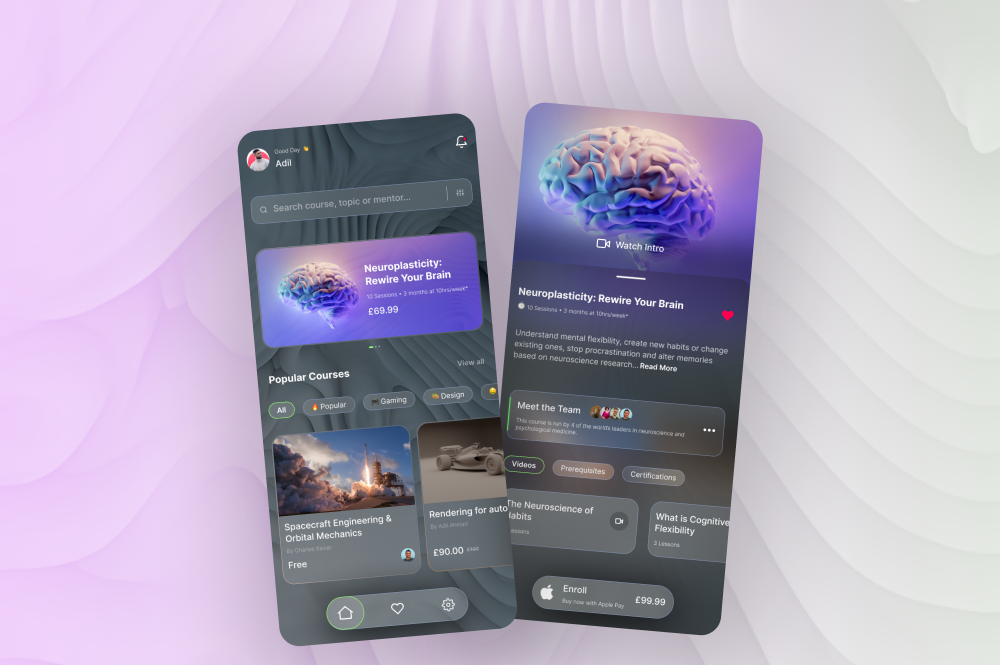 Good Day 👋
Adil
Search course, topic or mentor...
Neuroplasticity:
Rewire Your Brain
10 Sessions • 3 months at 10hrs/week*
£69.99
Popular Courses
View all
All
🔥 Popular
Gaming
Design
Spacecraft Engineering &
Orbital Mechanics
By Charles Xavier
Free
Rendering for auto
By Adil Ahmed
£90.00
Watch Intro
Neuroplasticity: Rewire Your Brain
10 Sessions • 3 months at 10hrs/week*
Understand mental flexibility, create new habits or change
existing ones, stop procrastination and alter memories
based on neuroscience research... Read More
Meet the Team
This course is run by 4 of the world's leaders in neuroscience and
psychological medicine.
Videos
Prerequisites
Certifications
The Neuroscience of
Habits
What is Cognitive
Flexibility
3 Lessons
Enroll
Buy now with Apple Pay
£99.99